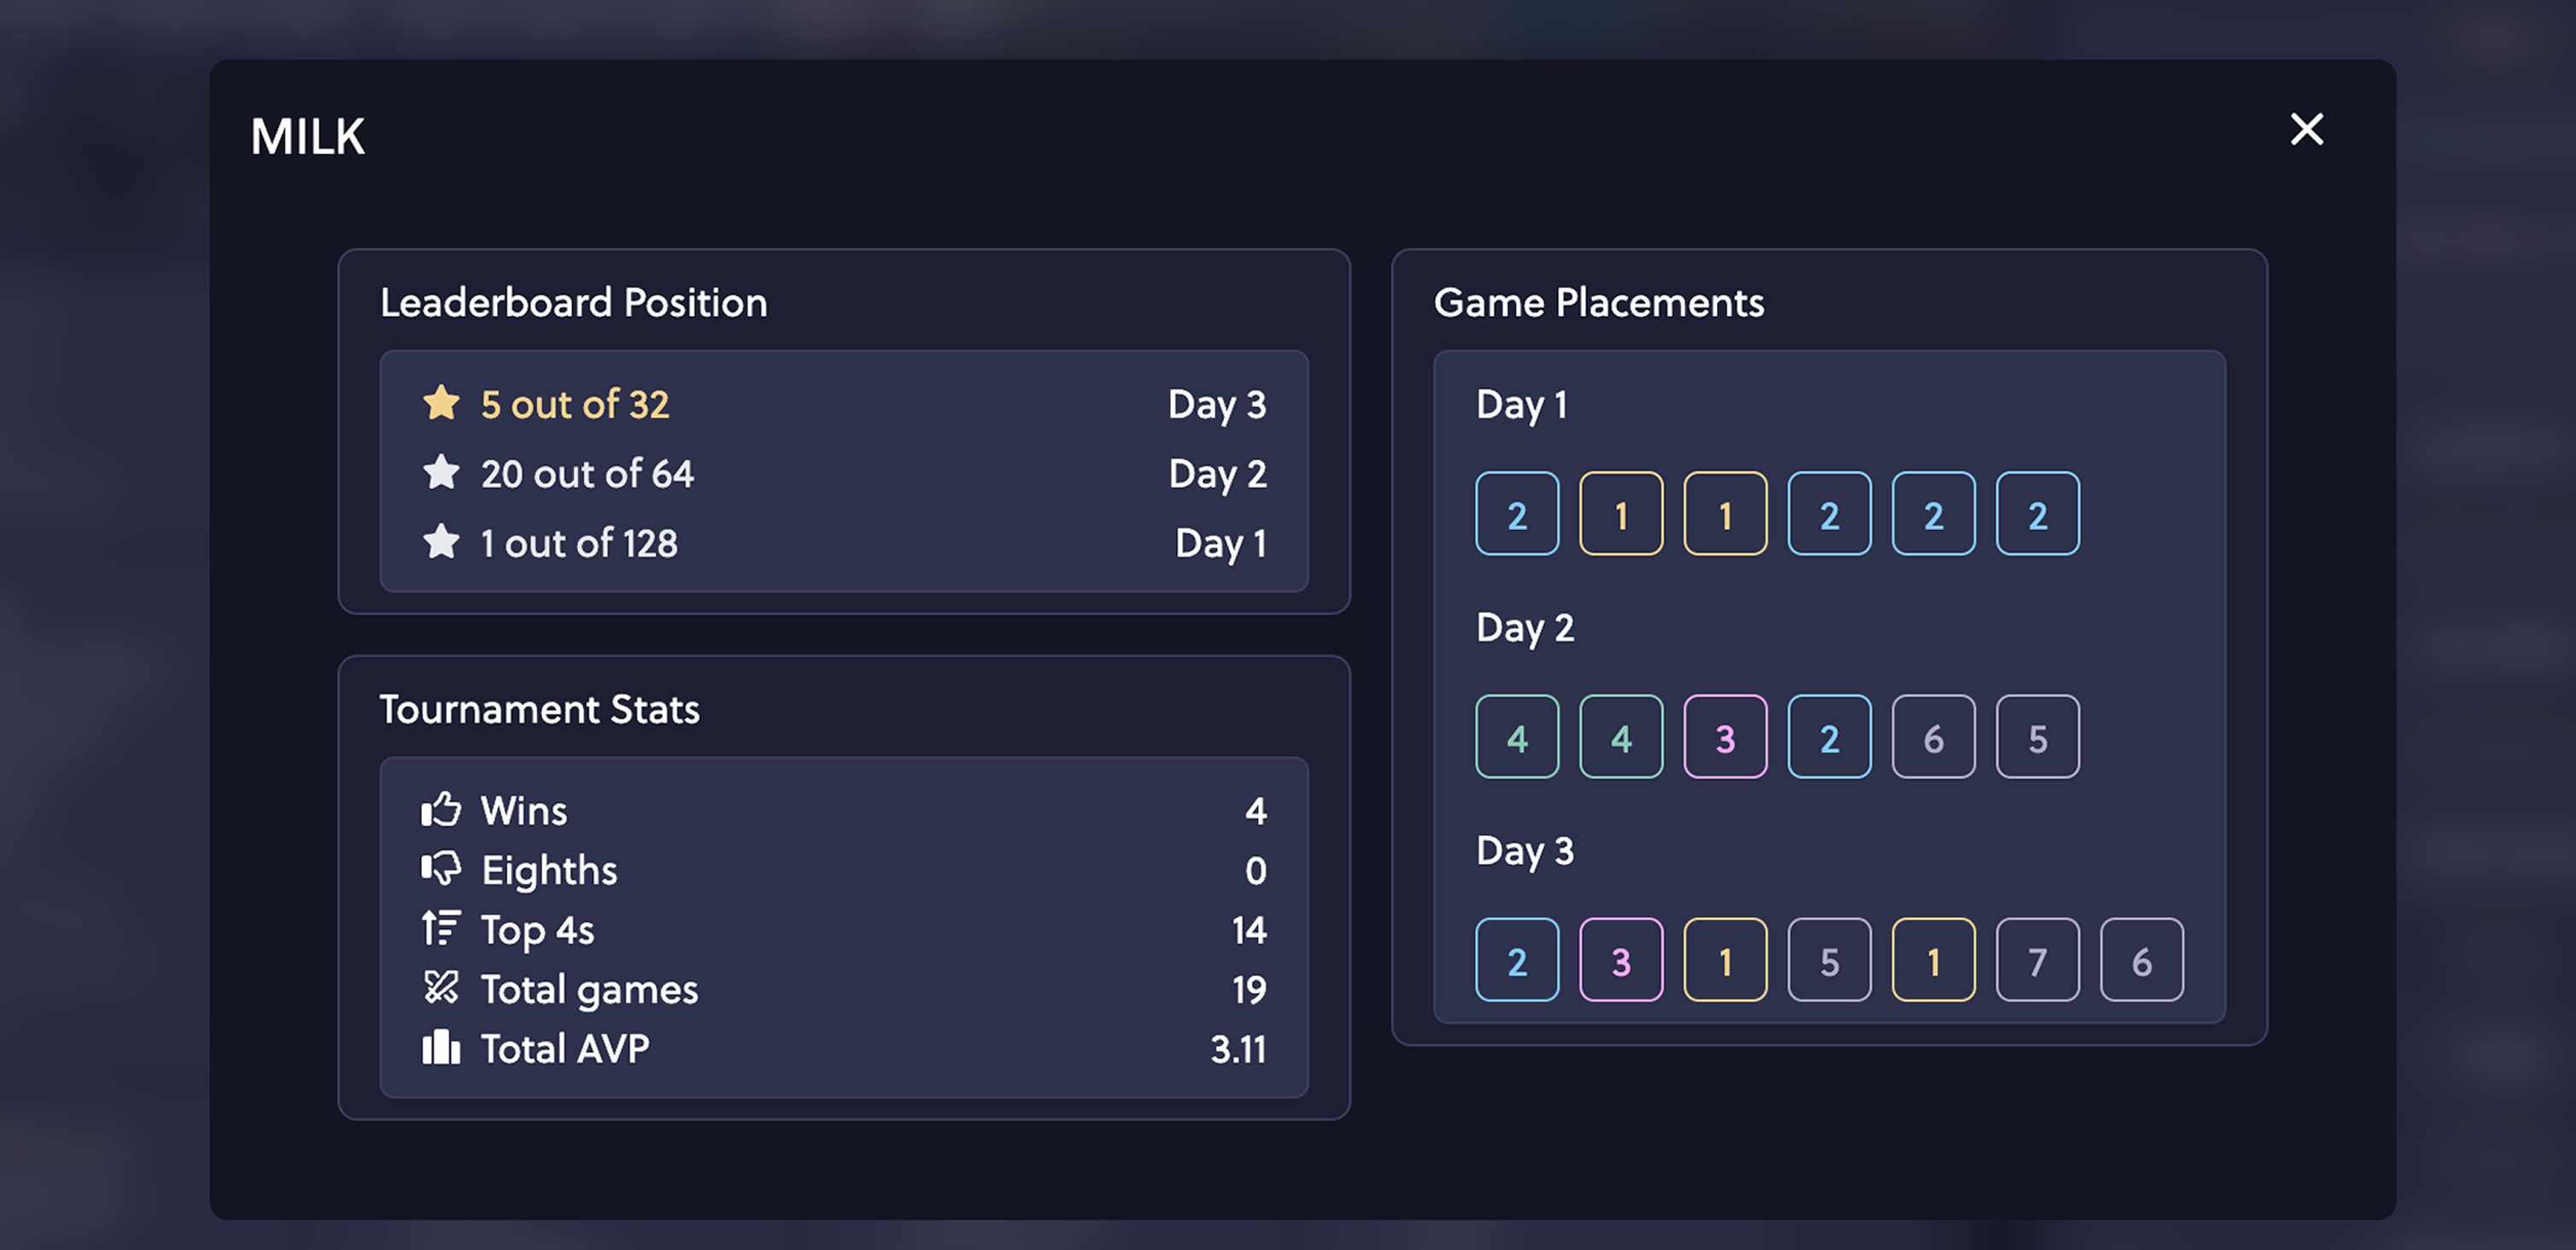 MILK
Leaderboard Position
5 out of 32 Day 3
20 out of 64 Day 2
1 out of 128 Day 1
Tournament Stats
Wins 4
Eighths 0
Top 4s 14
Total games 19
Total AVP 3.11
Game Placements
Day 1
2 1 1 2 2 2
Day 2
4 4 3 2 6 5
Day 3
2 3 1 5 1 7 6